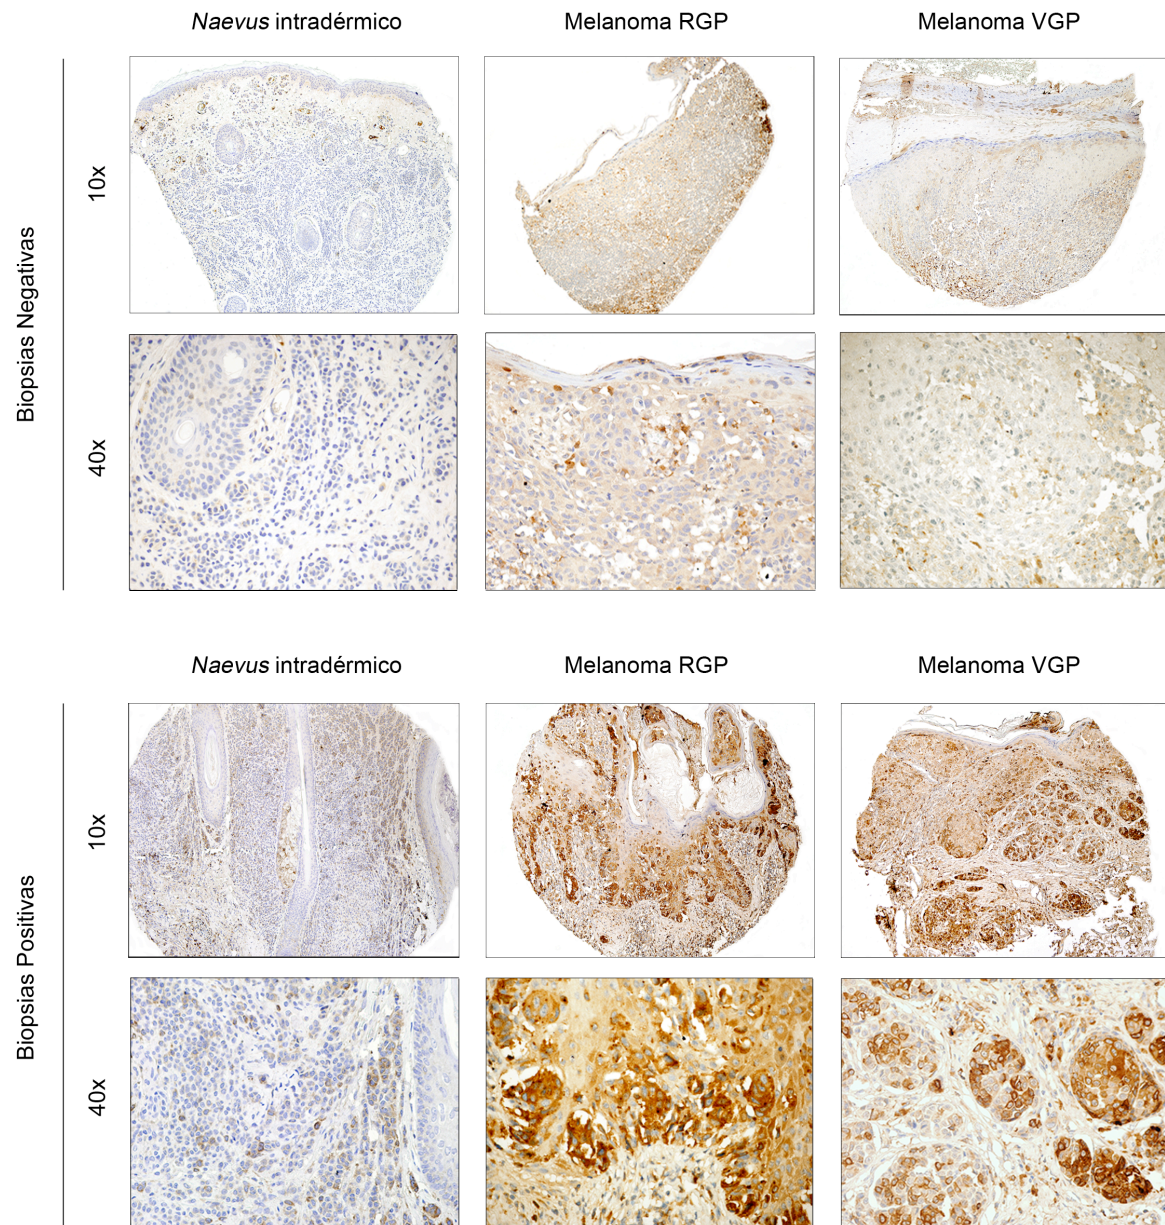 Naevus intradérmico
Melanoma RGP
Melanoma VGP
Biopsias Negativas
10x
40x
Naevus intradérmico
Melanoma RGP
Melanoma VGP
Biopsias Positivas
10x
40x